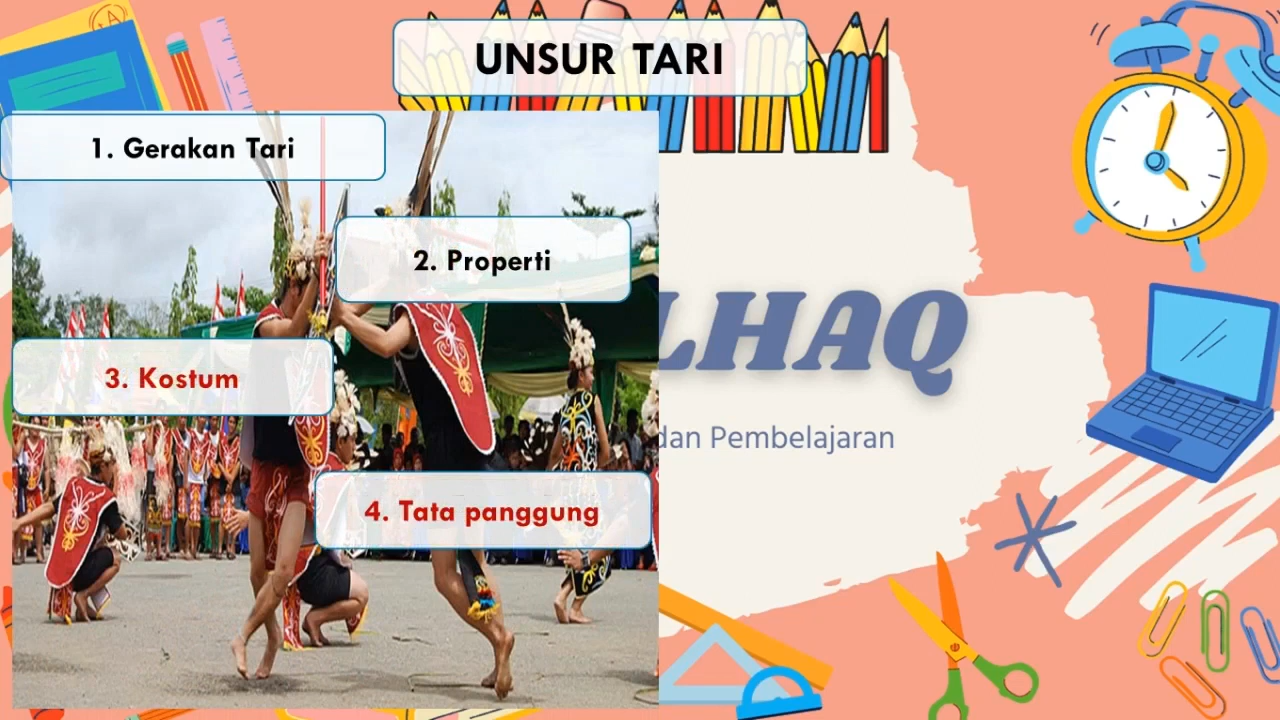 UNSUR TARI
1. Gerakan Tari
2. Properti
3. Kostum
4. Tata panggung
LHAQ
dan Pembelajaran